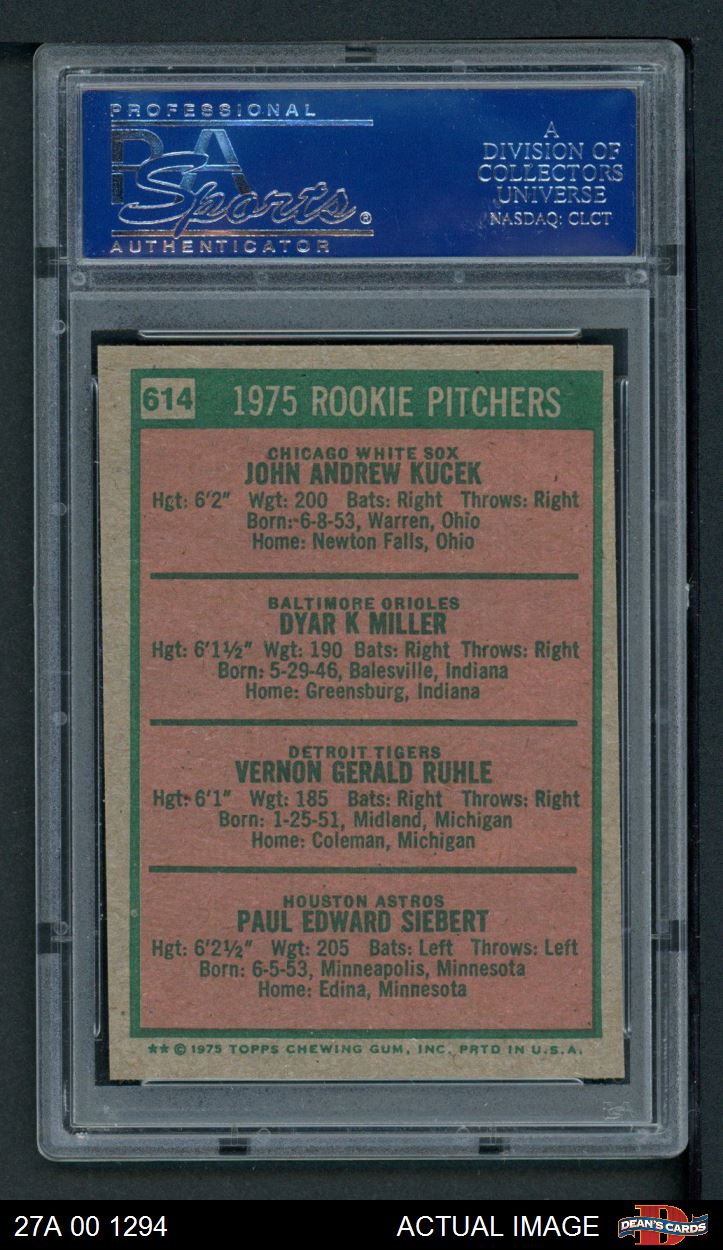 PROFESSIONAL
PSA
Sports®
AUTHENTICATOR
A
DIVISION OF
COLLECTORS
UNIVERSE
NASDAQ: CLCT
614 1975 ROOKIE PITCHERS
CHICAGO WHITE SOX
JOHN ANDREW KUCEK
Hgt: 6'2" Wgt: 200 Bats: Right Throws: Right
Born: 6-8-53, Warren, Ohio
Home: Newton Falls, Ohio
BALTIMORE ORIOLES
DYAR K MILLER
Hgt: 6'1½" Wgt: 190 Bats: Right Throws: Right
Born: 5-29-46, Balesville, Indiana
Home: Greensburg, Indiana
DETROIT TIGERS
VERNON GERALD RUHLE
Hgt: 6'1" Wgt: 185 Bats: Right Throws: Right
Born: 1-25-51, Midland, Michigan
Home: Coleman, Michigan
HOUSTON ASTROS
PAUL EDWARD SIEBERT
Hgt: 6'2½" Wgt: 205 Bats: Left Throws: Left
Born: 6-5-53, Minneapolis, Minnesota
Home: Edina, Minnesota
** © 1975 TOPPS CHEWING GUM, INC. PRTD IN U.S.A.
27A 00 1294 ACTUAL IMAGE DEAN'S CARDS